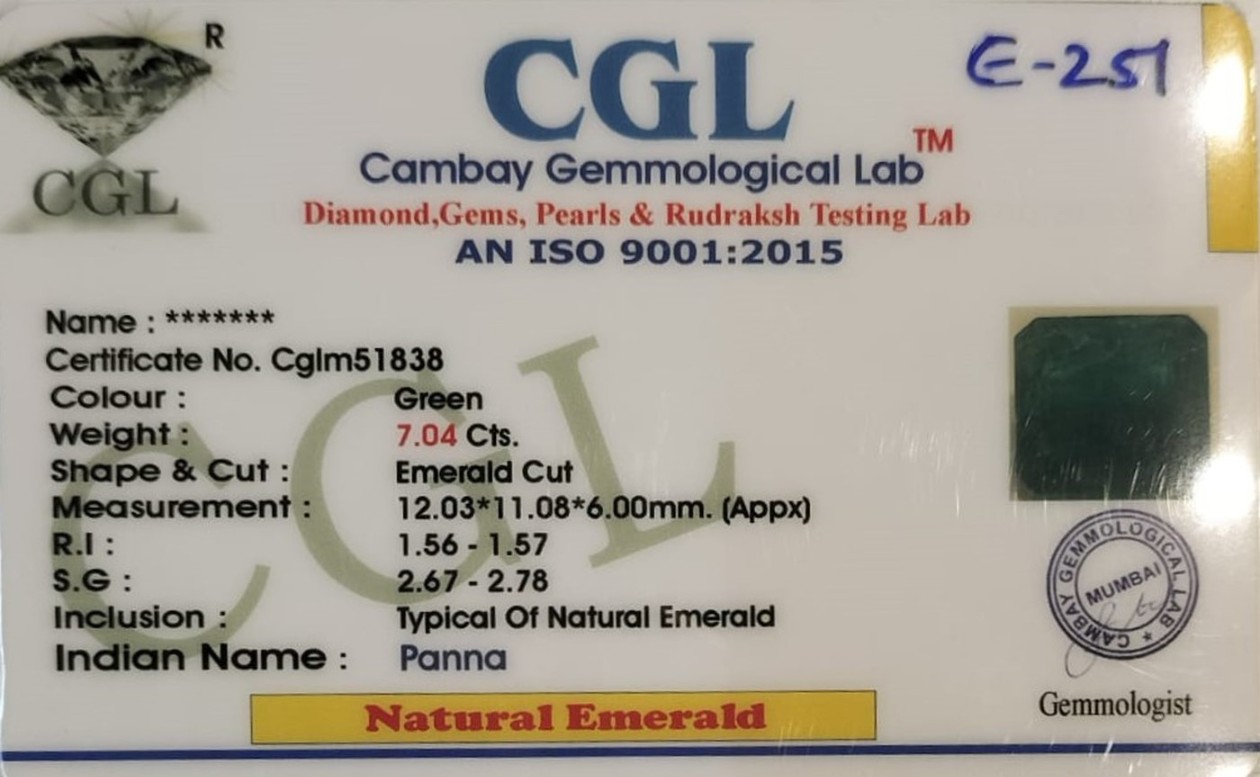 R
CGL
CGL
E-251
Cambay Gemmological Lab TM
Diamond,Gems, Pearls & Rudraksh Testing Lab
AN ISO 9001:2015
Name : *******
Certificate No. Cglm51838
Colour : Green
Weight : 7.04 Cts.
Shape & Cut : Emerald Cut
Measurement : 12.03*11.08*6.00mm. (Appx)
R.I : 1.56 - 1.57
S.G : 2.67 - 2.78
Inclusion : Typical Of Natural Emerald
Indian Name : Panna
CGL
CAMBAY GEMMOLOGICAL LAB *
MUMBAI
Gemmologist
Natural Emerald